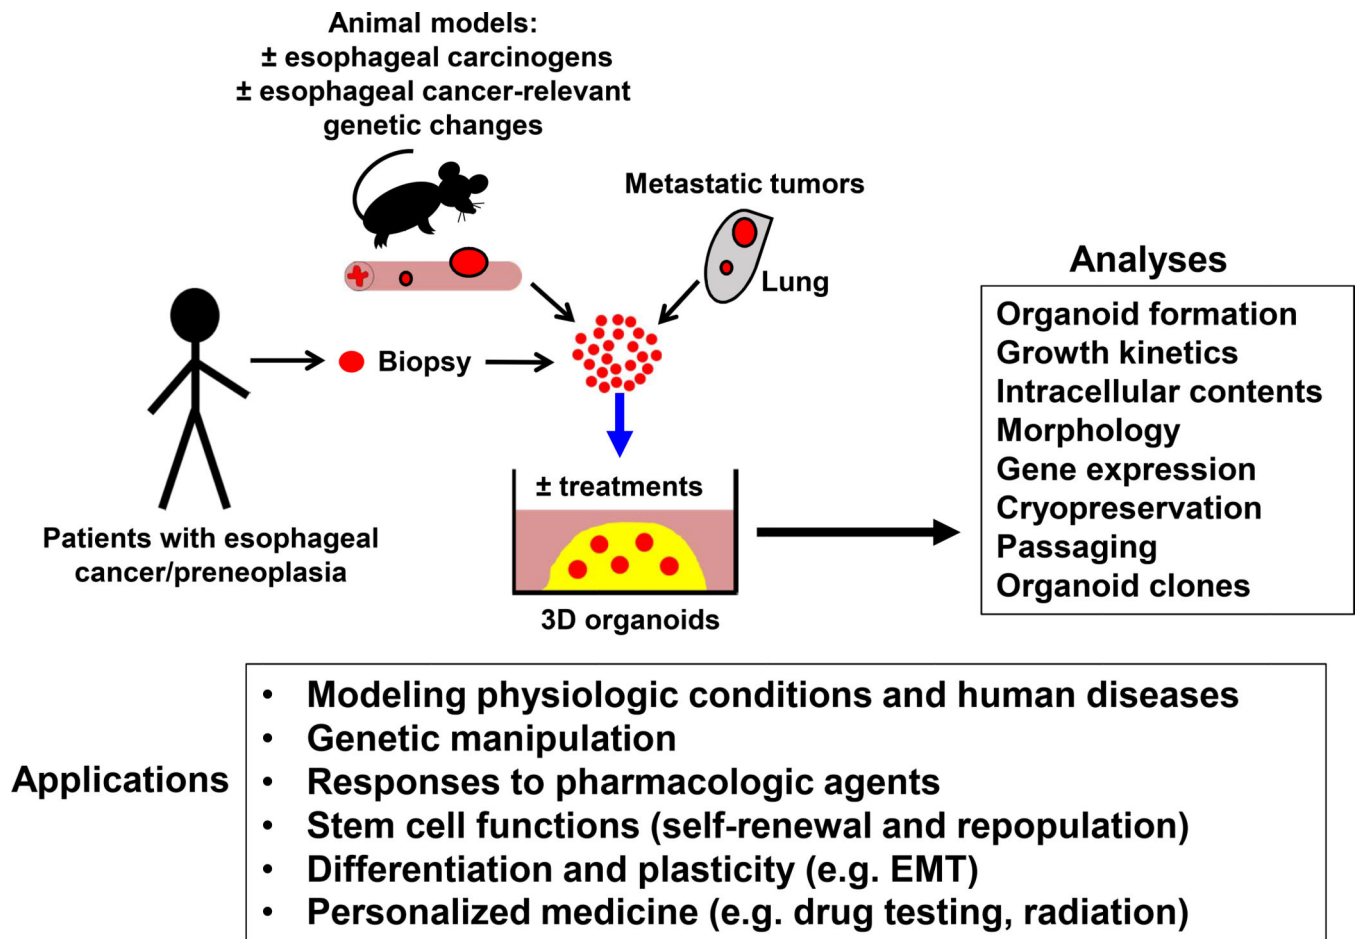 Animal models:
± esophageal carcinogens
± esophageal cancer-relevant
genetic changes
Metastatic tumors
Lung
Biopsy
Patients with esophageal
cancer/preneoplasia
± treatments
3D organoids
Analyses
Organoid formation
Growth kinetics
Intracellular contents
Morphology
Gene expression
Cryopreservation
Passaging
Organoid clones
Applications
• Modeling physiologic conditions and human diseases
• Genetic manipulation
• Responses to pharmacologic agents
• Stem cell functions (self-renewal and repopulation)
• Differentiation and plasticity (e.g. EMT)
• Personalized medicine (e.g. drug testing, radiation)